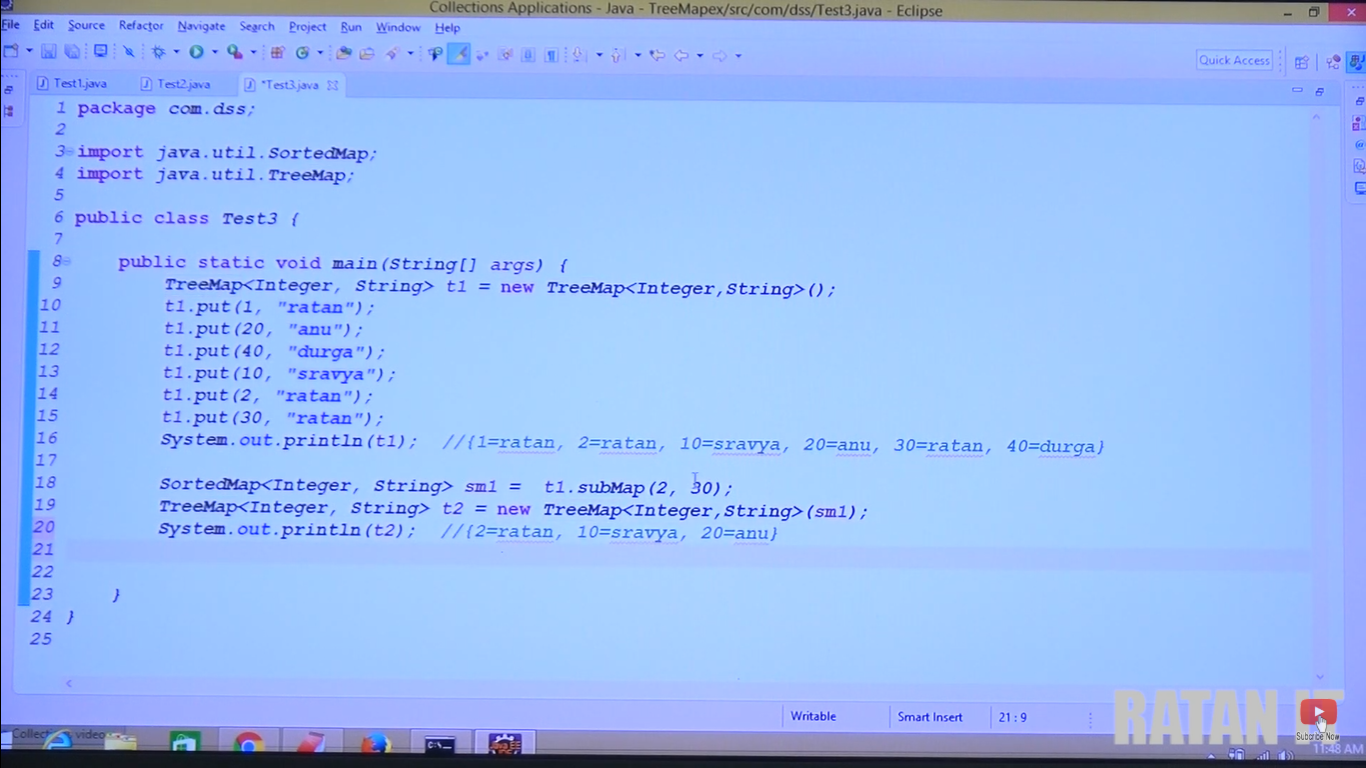 Collections Applications - Java - TreeMapex/src/com/dss/Test3.java - Eclipse
File Edit Source Refactor Navigate Search Project Run Window Help
Quick Access
Test1.java Test2.java *Test3.java
1 package com.dss;
2
3 import java.util.SortedMap;
4 import java.util.TreeMap;
5
6 public class Test3 {
7
8 public static void main(String[] args) {
9 TreeMap<Integer, String> t1 = new TreeMap<Integer,String>();
10 t1.put(1, "ratan");
11 t1.put(20, "anu");
12 t1.put(40, "durga");
13 t1.put(10, "sravya");
14 t1.put(2, "ratan");
15 t1.put(30, "ratan");
16 System.out.println(t1); //{1=ratan, 2=ratan, 10=sravya, 20=anu, 30=ratan, 40=durga}
17
18 SortedMap<Integer, String> sm1 = t1.subMap(2, 30);
19 TreeMap<Integer, String> t2 = new TreeMap<Integer,String>(sm1);
20 System.out.println(t2); //{2=ratan, 10=sravya, 20=anu}
21
22
23 }
24 }
25
Writable Smart Insert 21 : 9
RATAN IT
Subcribe Now
11:48 AM